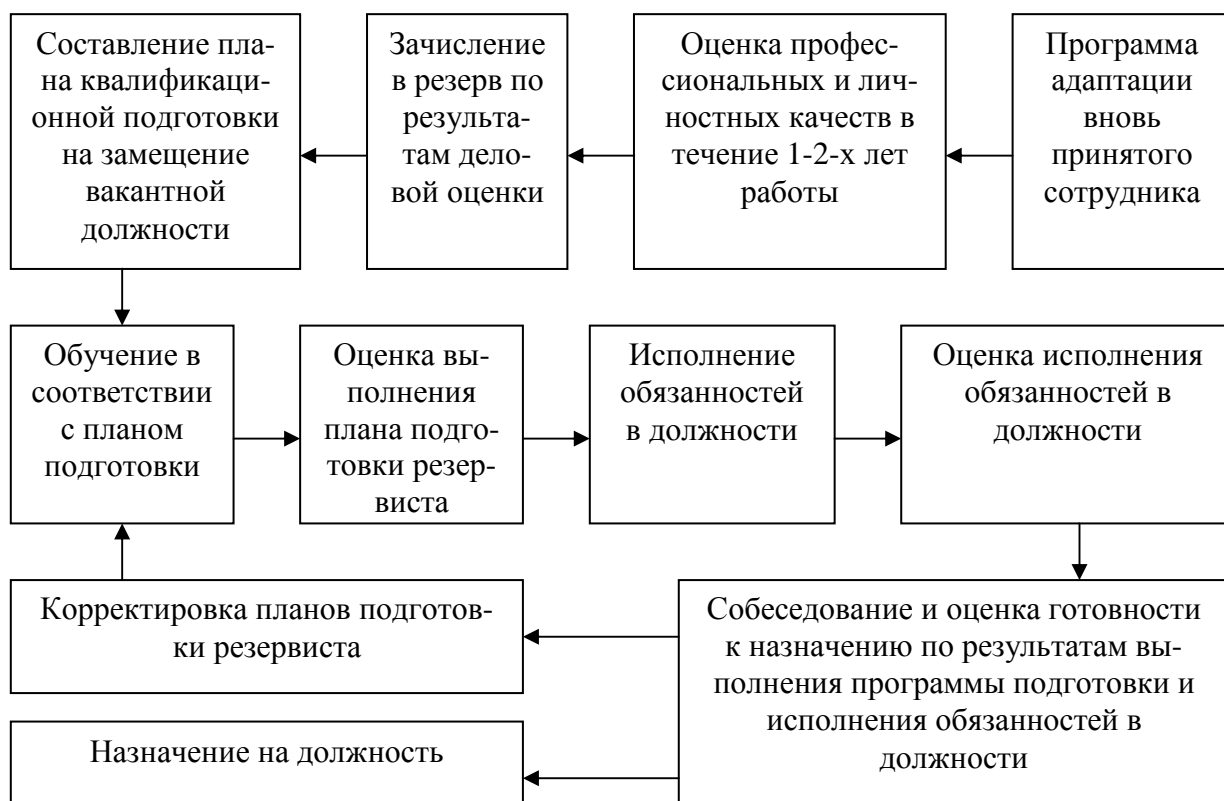 Составление пла-
на квалификаци-
онной подготовки
на замещение
вакантной
должности
Зачисление
в резерв по
результа-
там дело-
вой оценки
Оценка профес-
сиональных и лич-
ностных качеств в
течение 1-2-х лет
работы
Программа
адаптации
вновь
принятого
сотрудника
Обучение в
соответствии
с планом
подготовки
Оценка вы-
полнения
плана подго-
товки резер-
виста
Исполнение
обязанностей
в должности
Оценка исполнения
обязанностей в
должности
Корректировка планов подготов-
ки резервиста
Собеседование и оценка готовности
к назначению по результатам вы-
полнения программы подготовки и
исполнения обязанностей в
должности
Назначение на должность